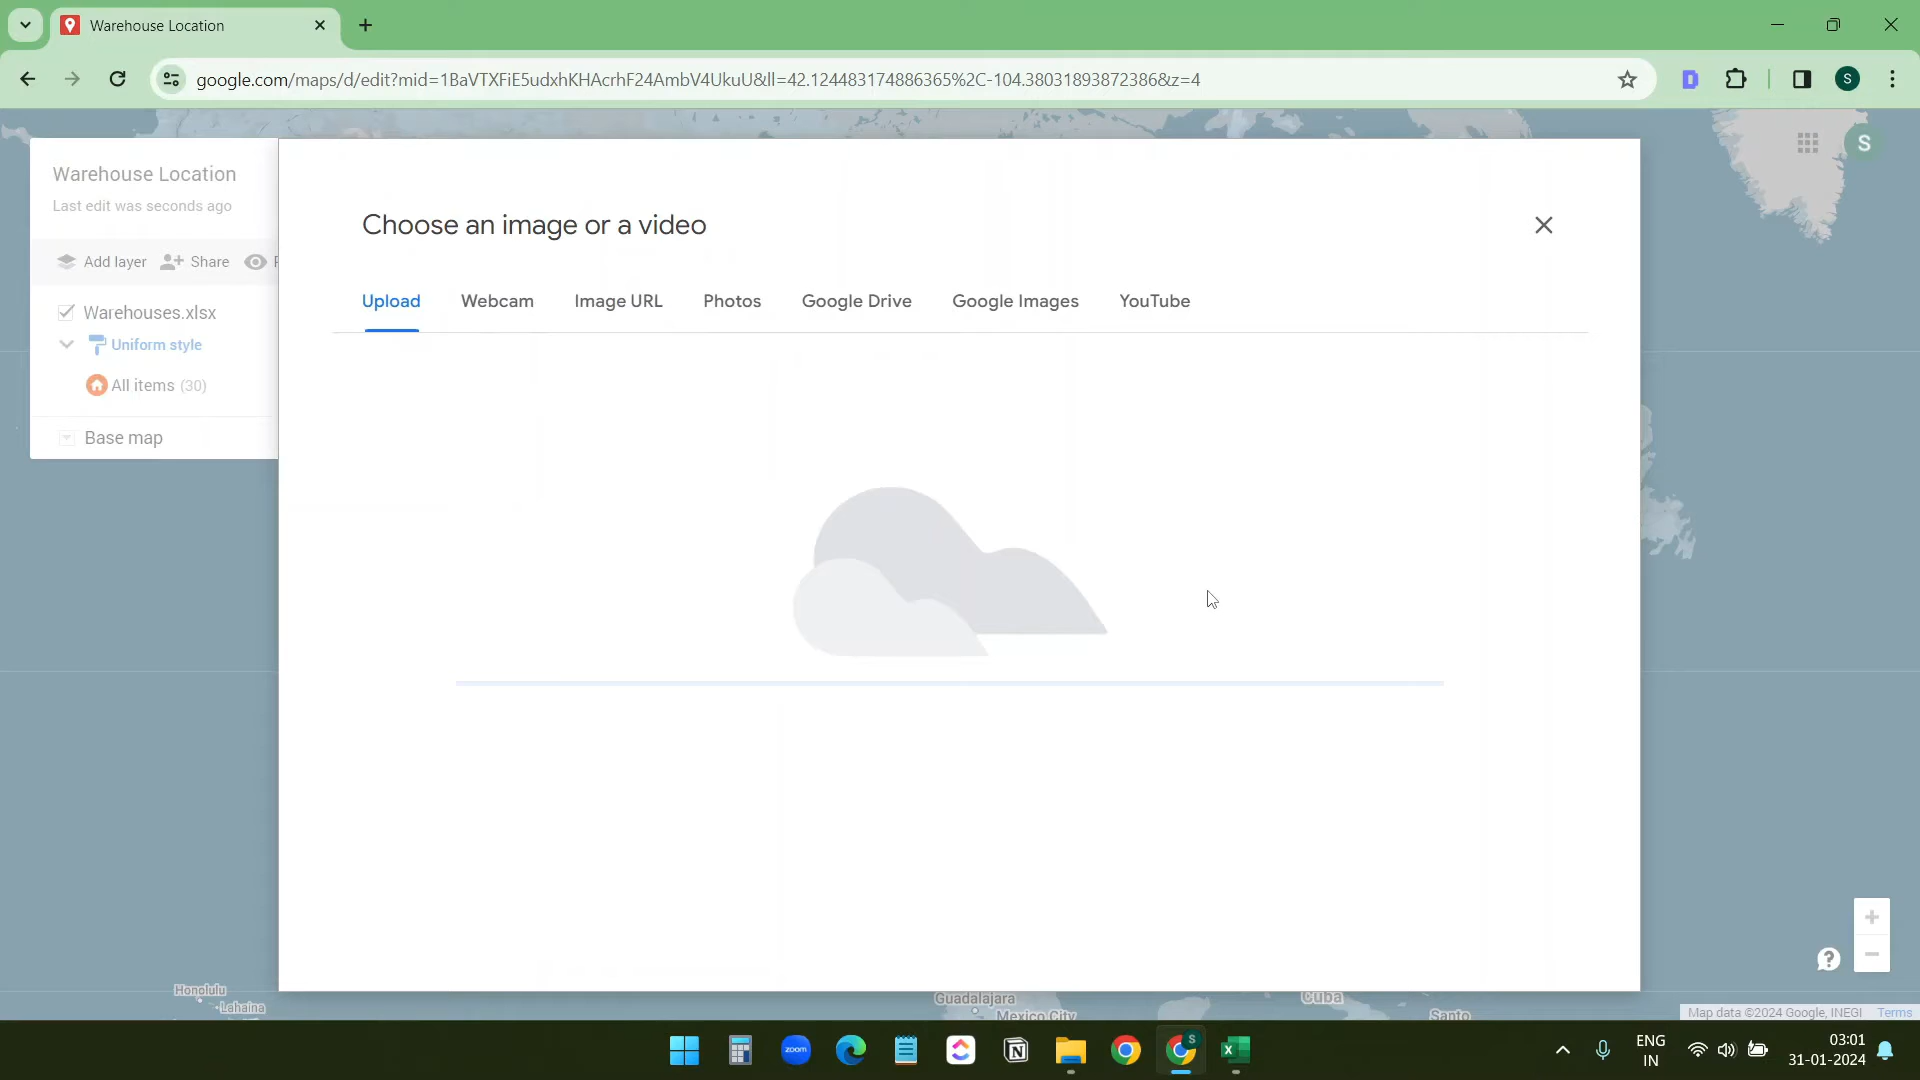 Warehouse Location
google.com/maps/d/edit?mid=1BaVTXFiE5udxhKHAcrhF24AmbV4UkuU&ll=42.124483174886365%2C-104.38031893872386&z=4
S
S
Warehouse Location
Last edit was seconds ago
Add layer
Share
P
Warehouses.xlsx
Uniform style
All items (30)
Base map
Choose an image or a video
Upload
Webcam
Image URL
Photos
Google Drive
Google Images
YouTube
Honolulu
Lahaina
Guadalajara
Mexico City
Cuba
Santo
Map data ©2024 Google, INEGI
Terms
zoom
S
ENG
IN
03:01
31-01-2024